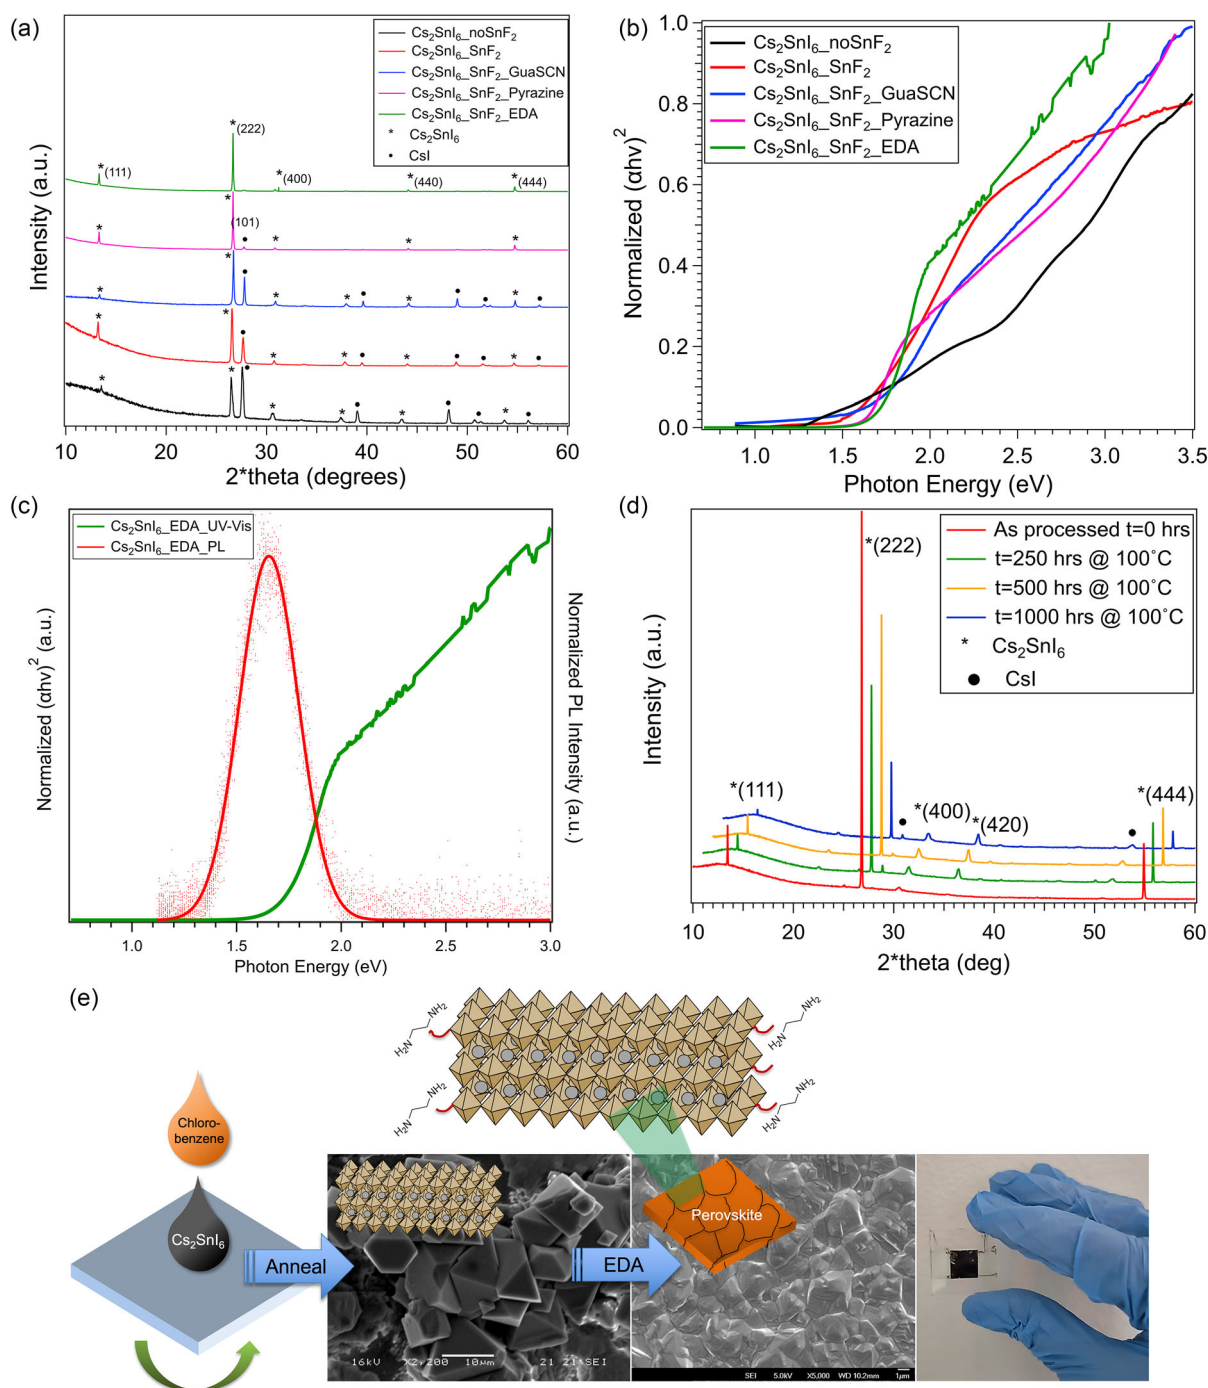 (a)
Cs₂SnI₆_noSnF₂
Cs₂SnI₆_SnF₂
Cs₂SnI₆_SnF₂_GuaSCN
Cs₂SnI₆_SnF₂_Pyrazine
Cs₂SnI₆_SnF₂_EDA
* Cs₂SnI₆
• CsI
*(111)
*
(222)
*(400)
*
(440)
*
(444)
(101)
Intensity (a.u.)
10 20 30 40 50 60
2*theta (degrees)
(b)
Cs₂SnI₆_noSnF₂
Cs₂SnI₆_SnF₂
Cs₂SnI₆_SnF₂_GuaSCN
Cs₂SnI₆_SnF₂_Pyrazine
Cs₂SnI₆_SnF₂_EDA
Normalized (αhν)²
1.0
0.8
0.6
0.4
0.2
0.0
1.0 1.5 2.0 2.5 3.0 3.5
Photon Energy (eV)
(c)
Cs₂SnI₆_EDA_UV-Vis
Cs₂SnI₆_EDA_PL
Normalized (αhν)² (a.u.)
Normalized PL Intensity (a.u.)
1.0 1.5 2.0 2.5 3.0
Photon Energy (eV)
(d)
As processed t=0 hrs
t=250 hrs @ 100°C
t=500 hrs @ 100°C
t=1000 hrs @ 100°C
* Cs₂SnI₆
● CsI
*(222)
*(111)
*(400)
*(420)
*(444)
Intensity (a.u.)
10 20 30 40 50 60
2*theta (deg)
(e)
NH₂
H₂N
NH₂
H₂N
NH₂
H₂N
NH₂
H₂N
Chloro-
benzene
Cs₂SnI₆
Anneal
EDA
Perovskite
16kV X2,200 10μm 21 21 SEI
SEI 5.0kV X5,000 WD 10.2mm 1μm